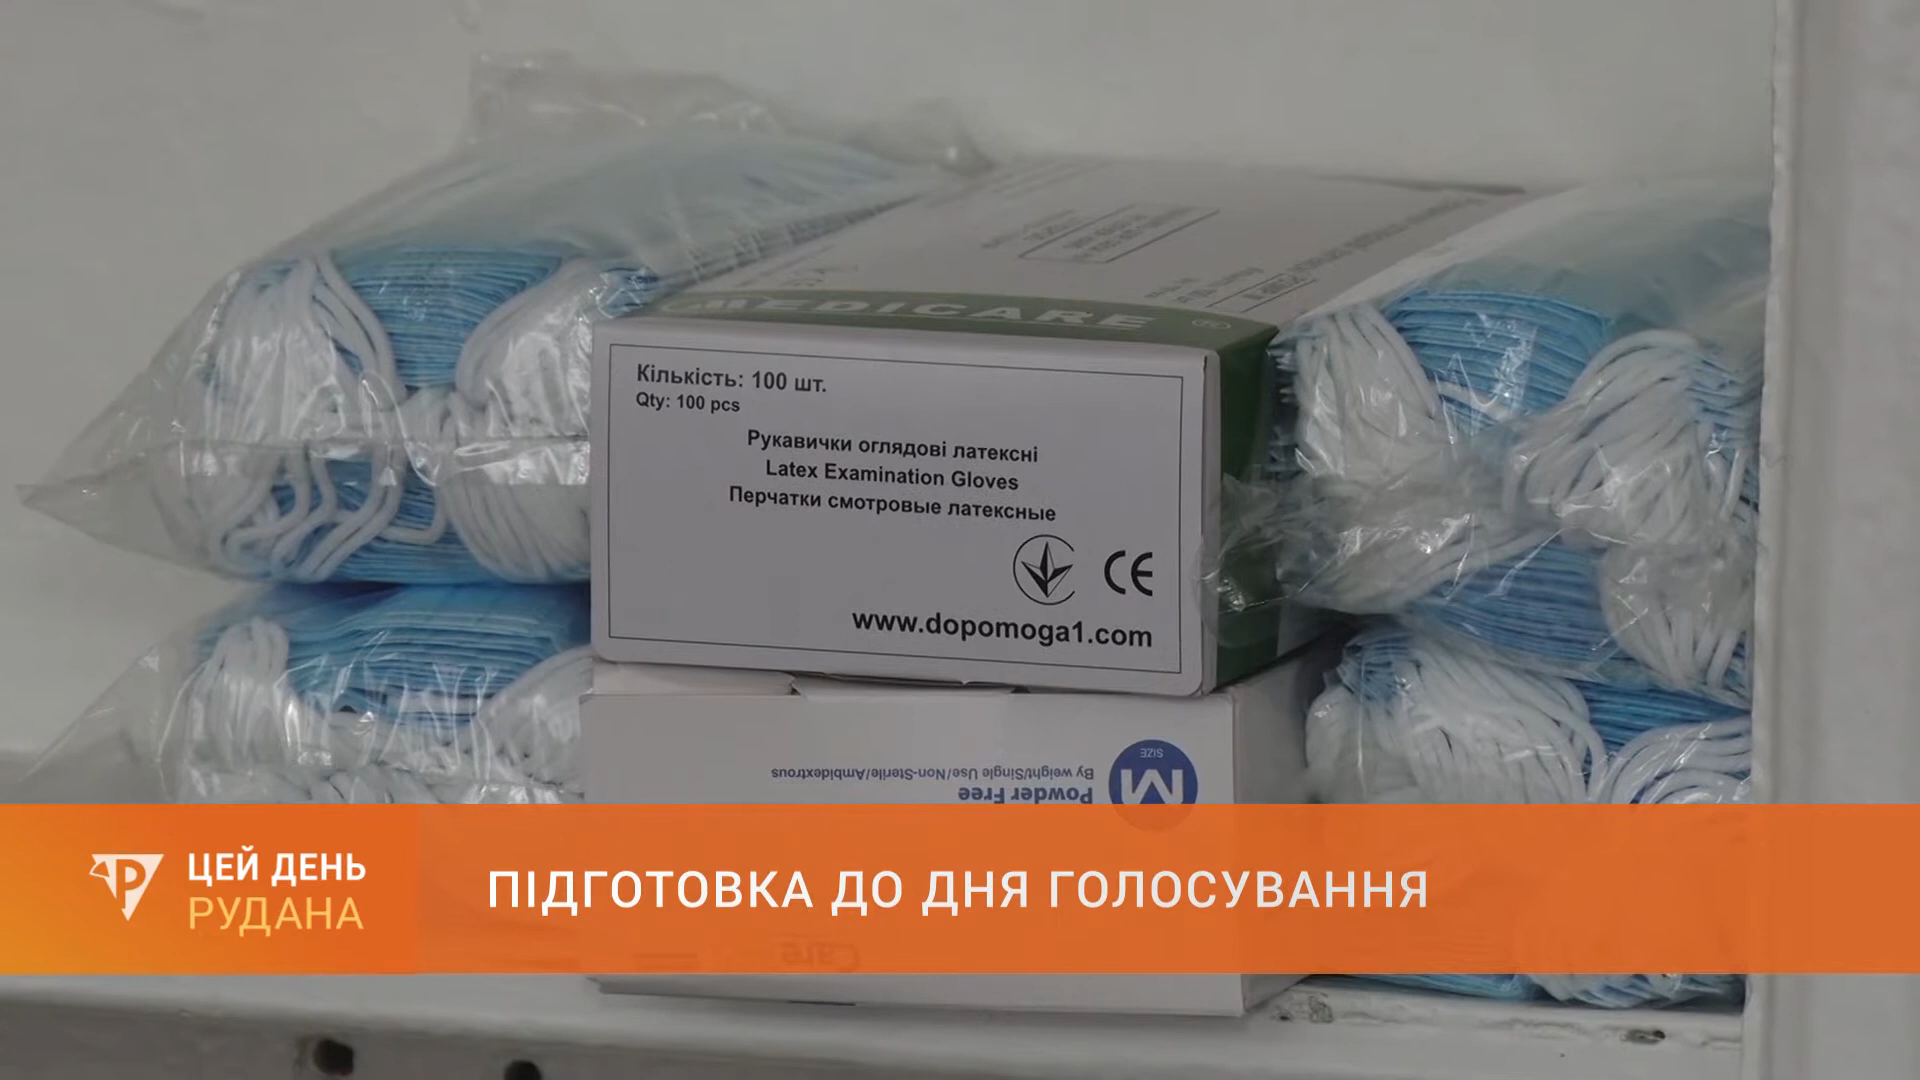 MEDICARE
Кількість: 100 шт.
Qty: 100 pcs
Рукавички оглядові латексні
Latex Examination Gloves
Перчатки смотровые латексные
CE
www.dopomoga1.com
M
SIZE
By weight/Single Use/Non-Sterile/Ambidextrous
Powder Free
ЦЕЙ ДЕНЬ
РУДАНА
ПІДГОТОВКА ДО ДНЯ ГОЛОСУВАННЯ
Care